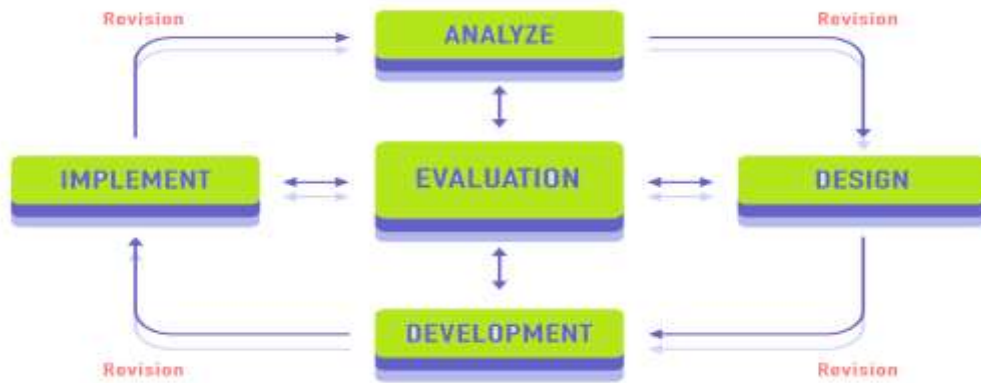 Revision
Revision
ANALYZE
IMPLEMENT
EVALUATION
DESIGN
DEVELOPMENT
Revision
Revision